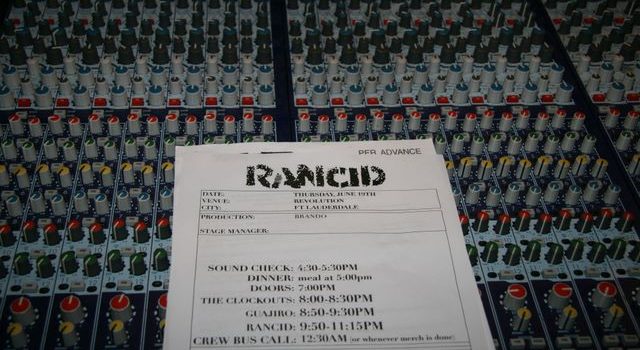 PER ADVANCE
RANCID
DATE: THURSDAY, JUNE 19TH
VENUE: REVOLUTION
CITY: FT LAUDERDALE
PRODUCTION: BRANDO
STAGE MANAGER:
SOUND CHECK: 4:30-5:30PM
DINNER: meal at 5:00pm
DOORS: 7:00PM
THE CLOCKOUTS: 8:00-8:30PM
GUAJIRO: 8:50-9:30PM
RANCID: 9:50-11:15PM
CREW BUS CALL: 12:30AM [or whenever merch is done]